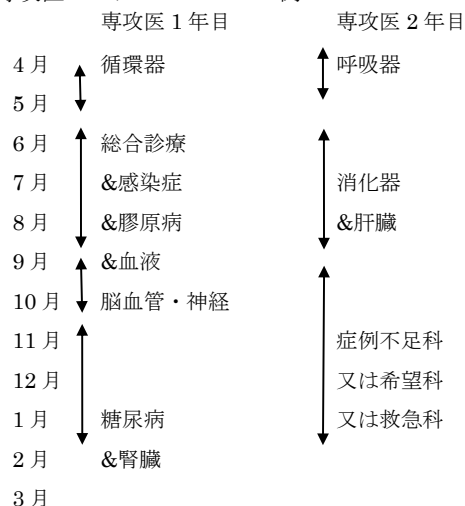 専攻医1年目 専攻医2年目
4月 循環器 呼吸器
5月
6月 総合診療
7月 &感染症 消化器
8月 &膠原病 &肝臓
9月 &血液
10月 脳血管・神経
11月 症例不足科
12月 又は希望科
1月 糖尿病 又は救急科
2月 &腎臓
3月